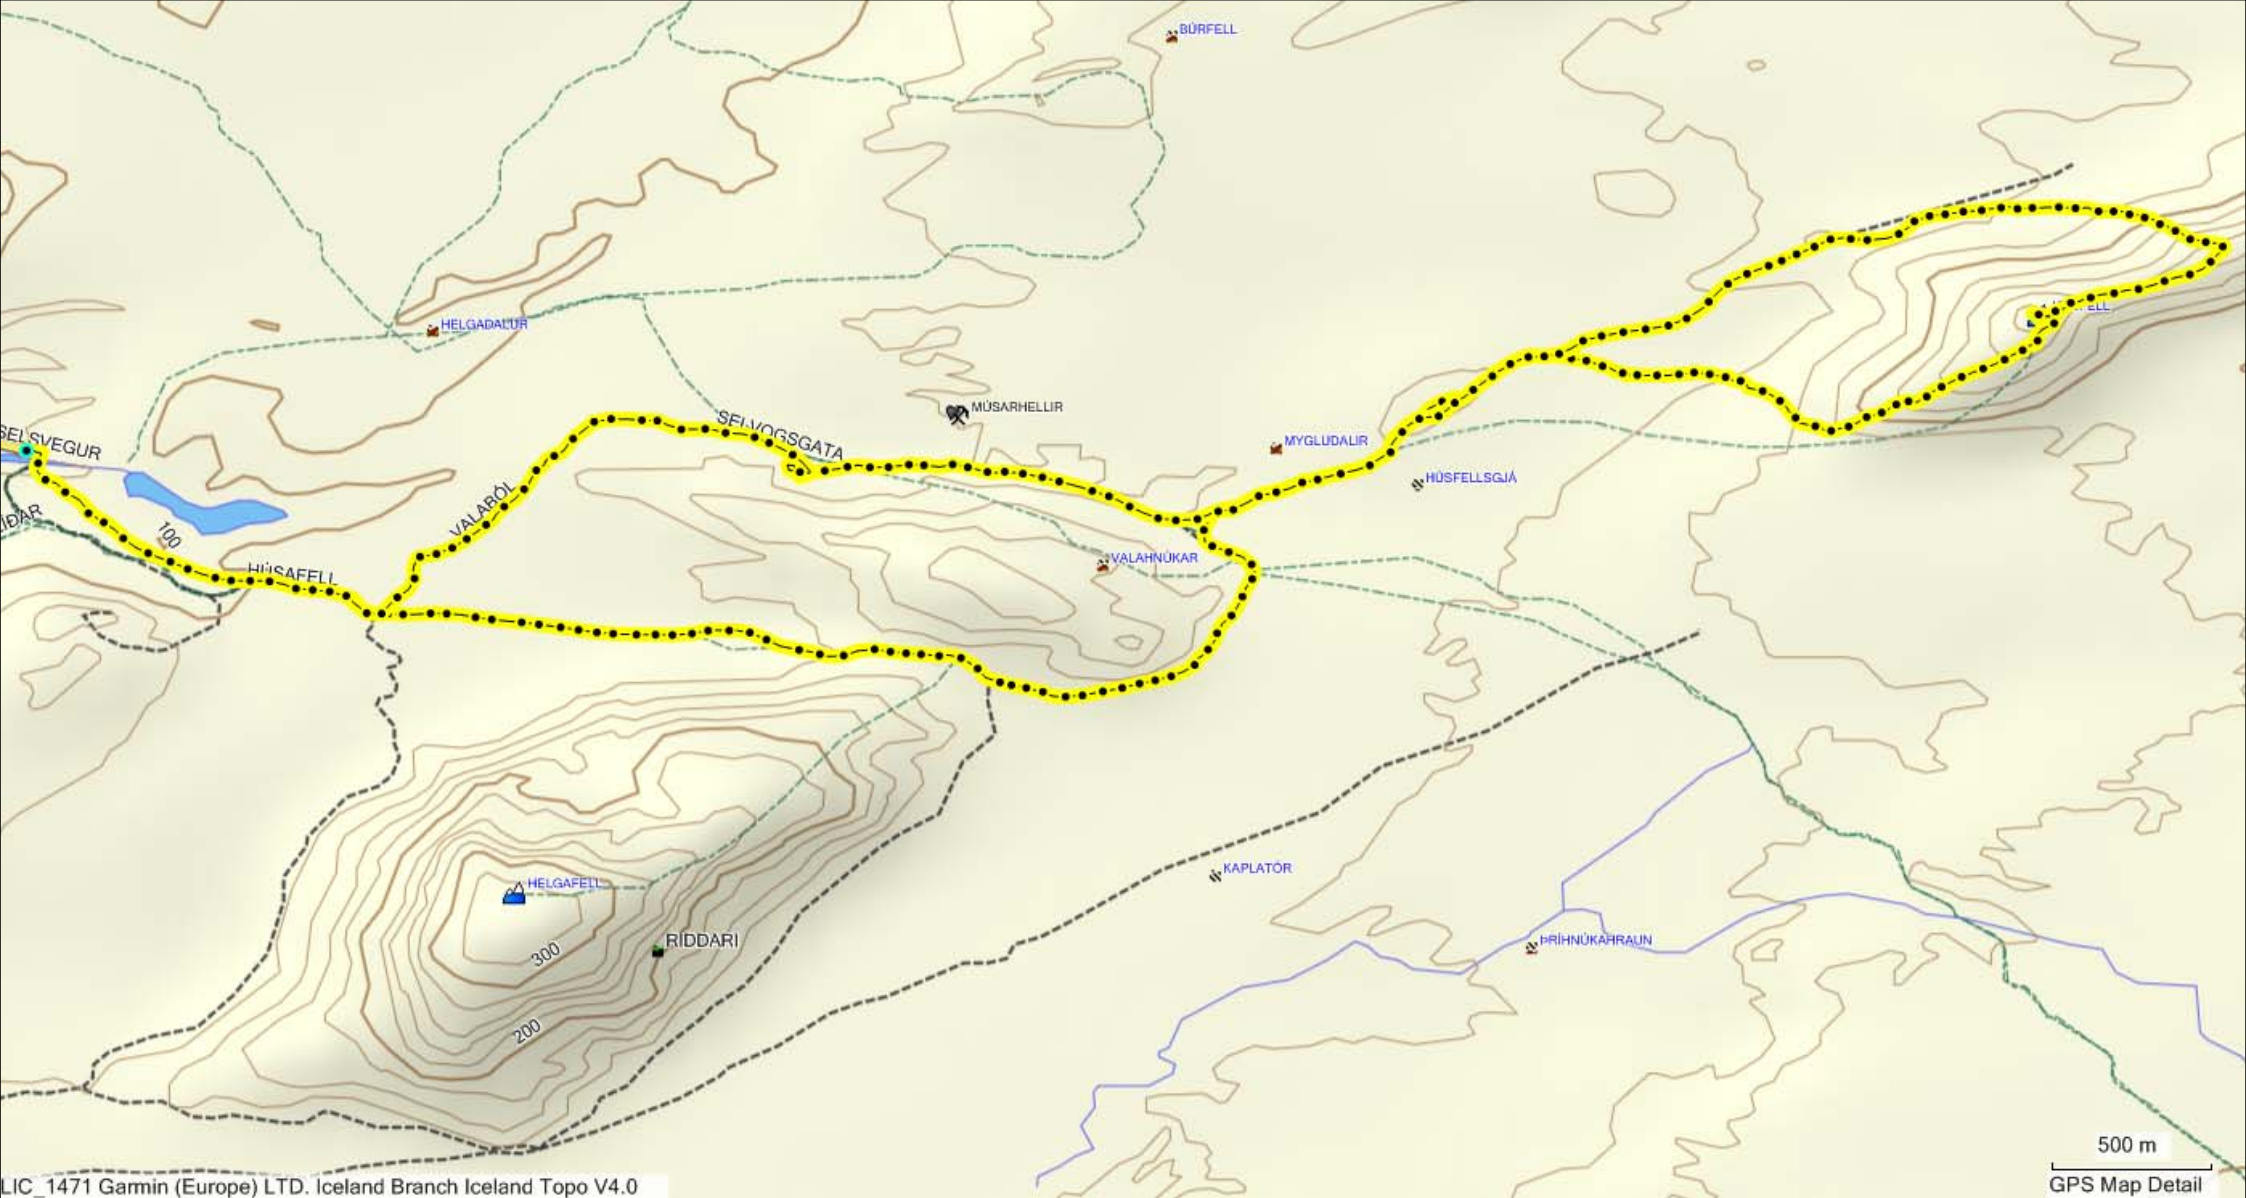 BÚRFELL
HELGADALUR
MÚSARHELLIR
SELVOGSGATA
MYGLUDALIR
HÚSFELLSGJÁ
SELSVEGUR
VALABÓL
100
HÚSAFELL
VALAHNÚKAR
HELGAFELL
RIDDARI
300
200
KAPLATÓR
ÞRÍHNÚKAHRAUN
500 m
GPS Map Detail
LIC_1471 Garmin (Europe) LTD. Iceland Branch Iceland Topo V4.0